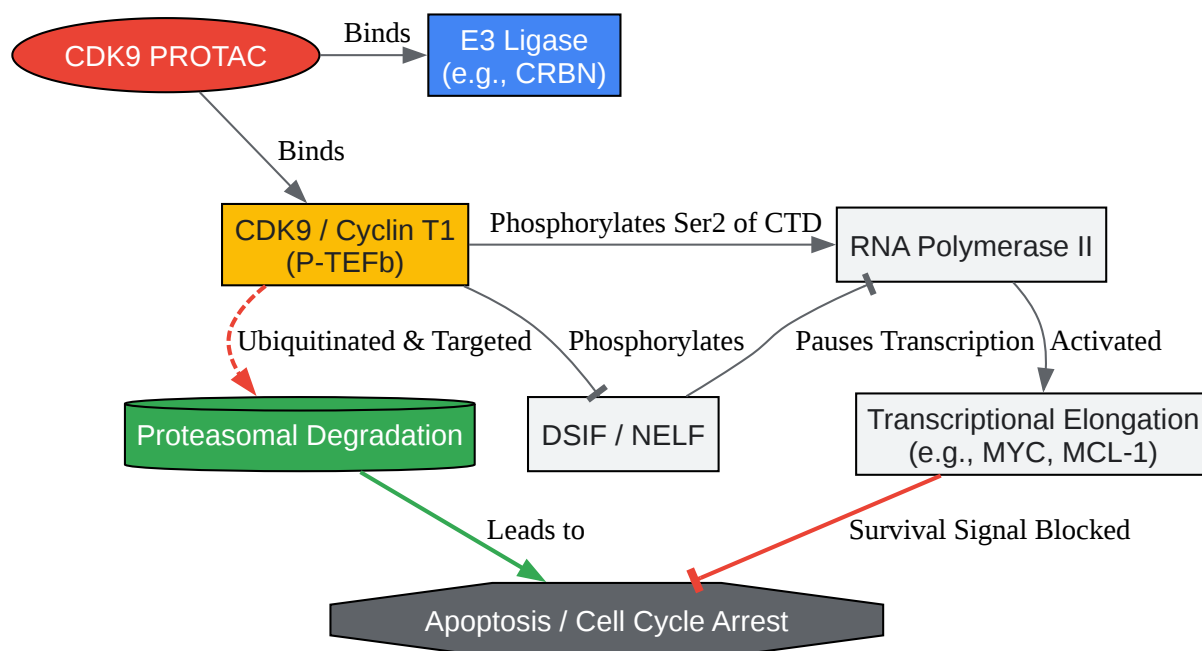 CDK9 PROTAC
Binds
E3 Ligase
(e.g., CRBN)
Binds
CDK9 / Cyclin T1
(P-TEFb)
Phosphorylates Ser2 of CTD
RNA Polymerase II
Ubiquitinated & Targeted
Phosphorylates
Pauses Transcription
Activated
Proteasomal Degradation
DSIF / NELF
Transcriptional Elongation
(e.g., MYC, MCL-1)
Leads to
Survival Signal Blocked
Apoptosis / Cell Cycle Arrest